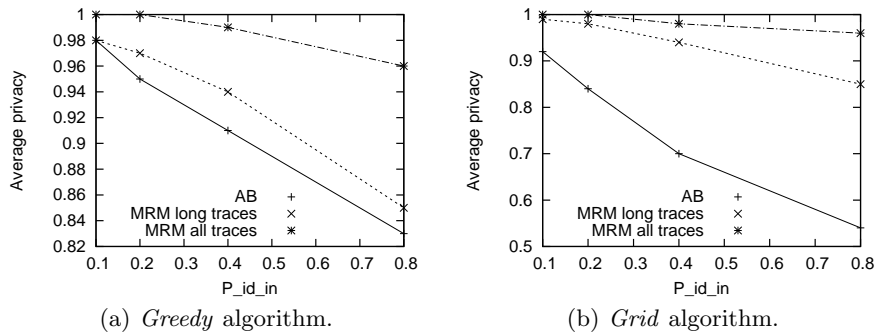 1
0.98
0.96
0.94
0.92
0.9
0.88
0.86
0.84
0.82
Average privacy
AB
MRM long traces
MRM all traces
0.1 0.2 0.3 0.4 0.5 0.6 0.7 0.8
P_id_in
(a) Greedy algorithm.
1
0.9
0.8
0.7
0.6
0.5
Average privacy
AB
MRM long traces
MRM all traces
0.1 0.2 0.3 0.4 0.5 0.6 0.7 0.8
P_id_in
(b) Grid algorithm.